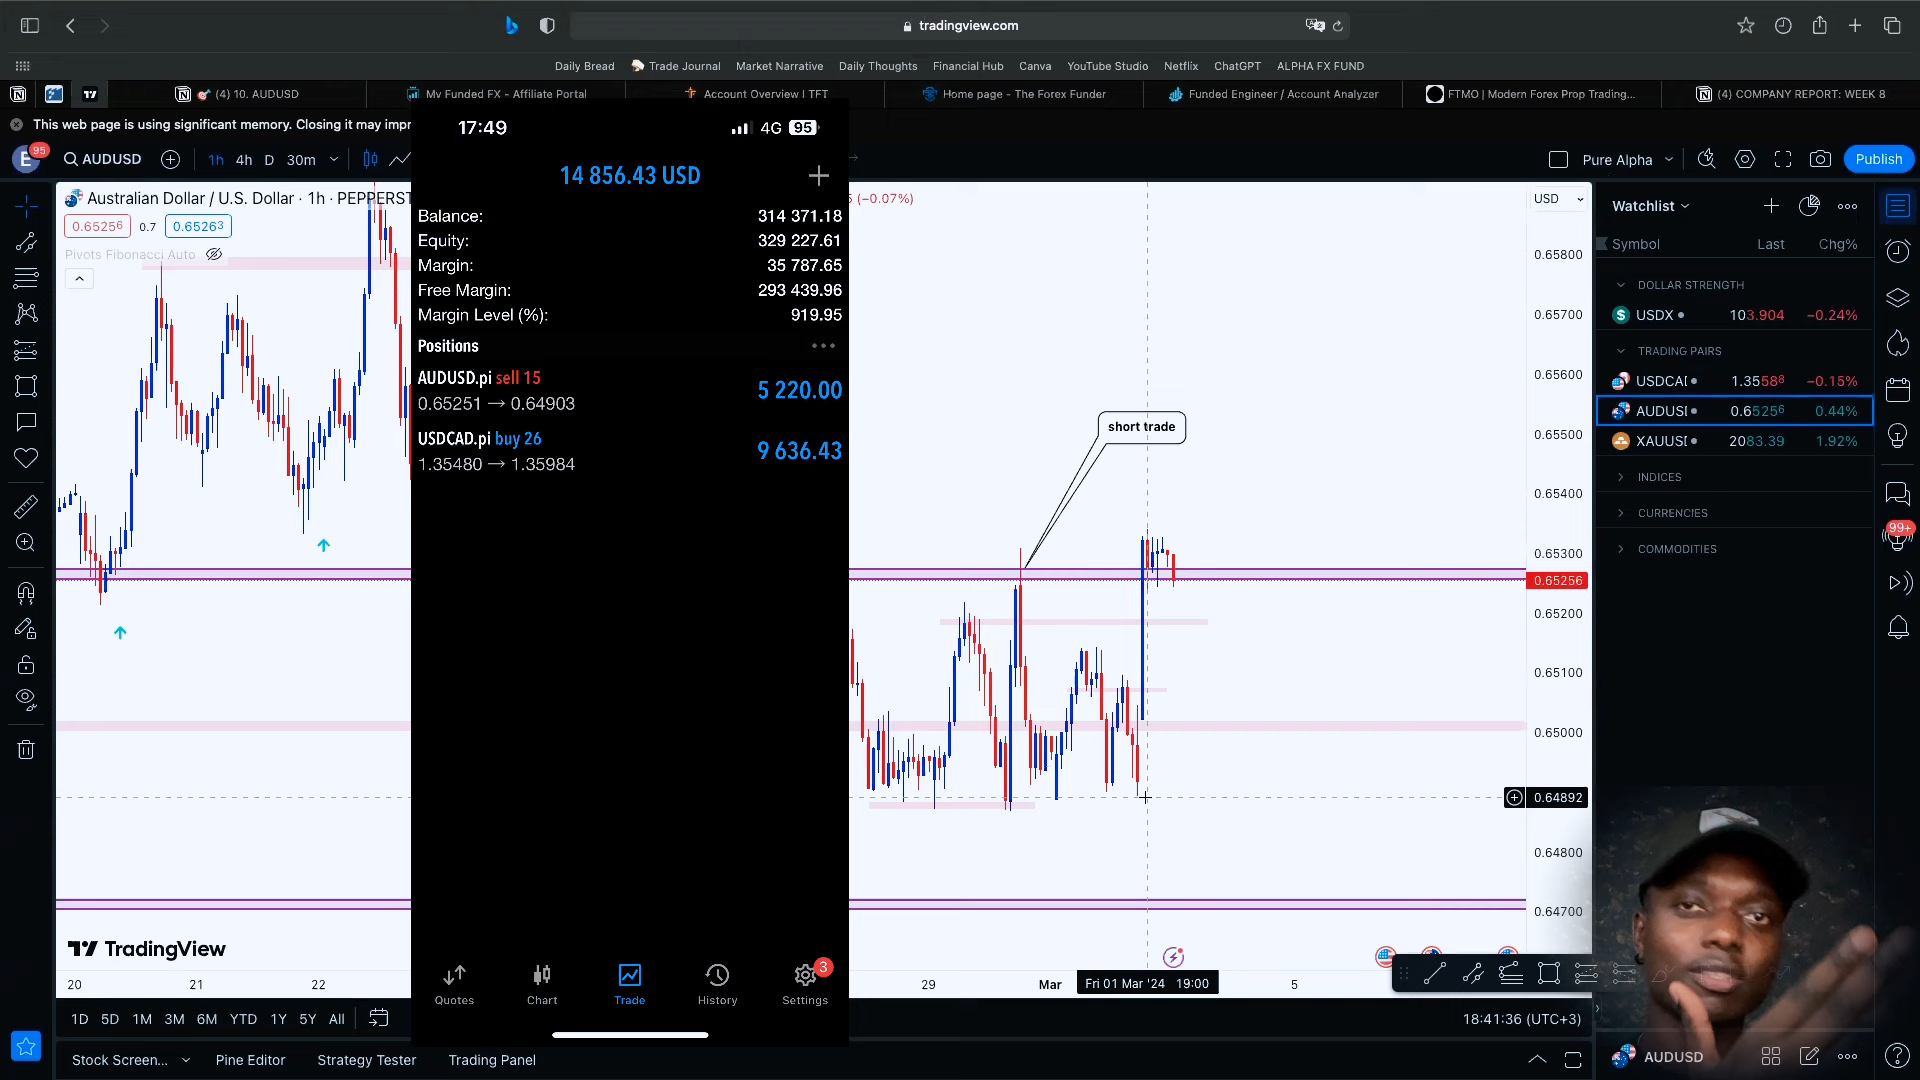 tradingview.com
Daily Bread
Trade Journal
Market Narrative
Daily Thoughts
Financial Hub
Canva
YouTube Studio
Netflix
ChatGPT
ALPHA FX FUND
(4) 10. AUDUSD
My Funded FX - Affiliate Portal
Account Overview | TFT
Home page - The Forex Funder
Funded Engineer / Account Analyzer
FTMO | Modern Forex Prop Trading...
(4) COMPANY REPORT: WEEK 8
This web page is using significant memory. Closing it may impr
E 95
AUDUSD
1h 4h D 30m
Pure Alpha
Publish
Australian Dollar / U.S. Dollar · 1h · PEPPERST
5 (−0.07%)
0.65256 0.7 0.65263
Pivots Fibonacci Auto
17:49
4G 95
14 856.43 USD
Balance: 314 371.18
Equity: 329 227.61
Margin: 35 787.65
Free Margin: 293 439.96
Margin Level (%): 919.95
Positions
AUDUSD.pi sell 15
0.65251 → 0.64903
5 220.00
USDCAD.pi buy 26
1.35480 → 1.35984
9 636.43
Quotes
Chart
Trade
History
Settings
3
short trade
USD
0.65800
0.65700
0.65600
0.65500
0.65400
0.65300
0.65256
0.65200
0.65100
0.65000
0.64892
0.64800
0.64700
Watchlist
Symbol Last Chg%
DOLLAR STRENGTH
USDX 103.904 −0.24%
TRADING PAIRS
USDCA 1.35588 −0.15%
AUDUS 0.65256 0.44%
XAUUS 2083.39 1.92%
INDICES
CURRENCIES
COMMODITIES
99+
TradingView
20
21
22
29
Mar
Fri 01 Mar '24 19:00
5
1D 5D 1M 3M 6M YTD 1Y 5Y All
18:41:36 (UTC+3)
Stock Screen...
Pine Editor
Strategy Tester
Trading Panel
AUDUSD